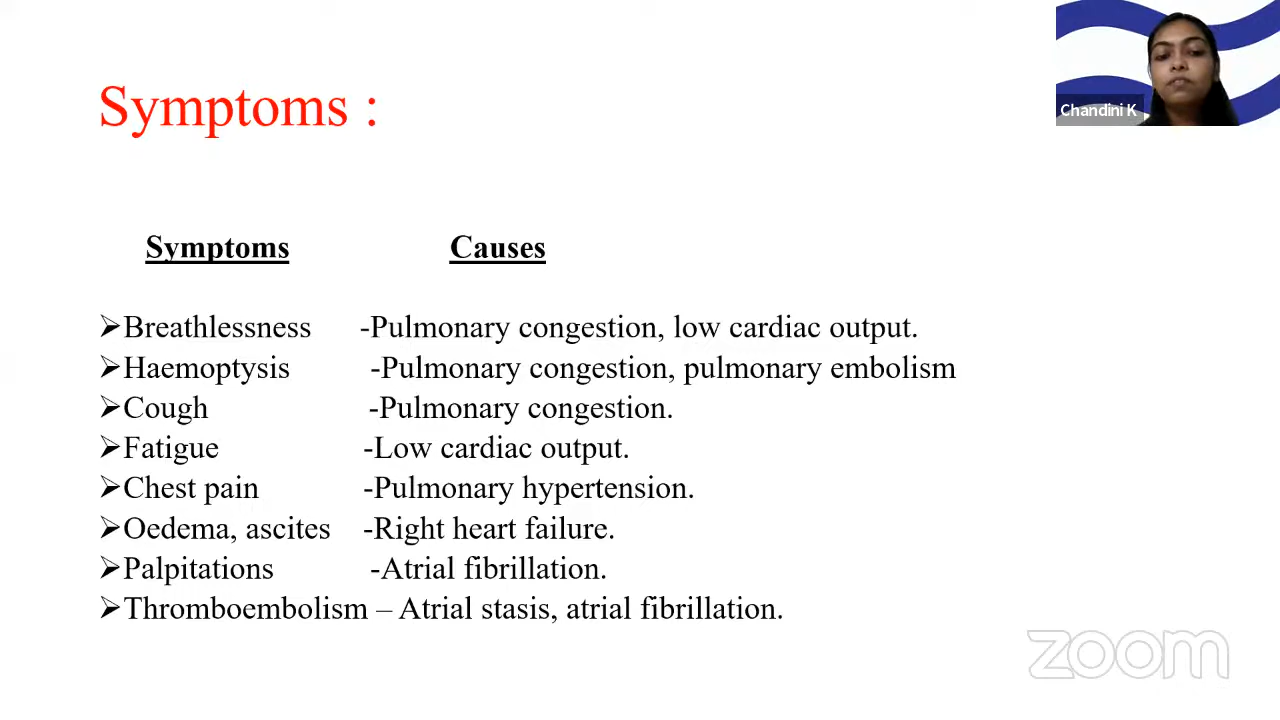 Symptoms :
Chandini K
Symptoms Causes
➢Breathlessness -Pulmonary congestion, low cardiac output.
➢Haemoptysis -Pulmonary congestion, pulmonary embolism
➢Cough -Pulmonary congestion.
➢Fatigue -Low cardiac output.
➢Chest pain -Pulmonary hypertension.
➢Oedema, ascites -Right heart failure.
➢Palpitations -Atrial fibrillation.
➢Thromboembolism – Atrial stasis, atrial fibrillation.
zoom